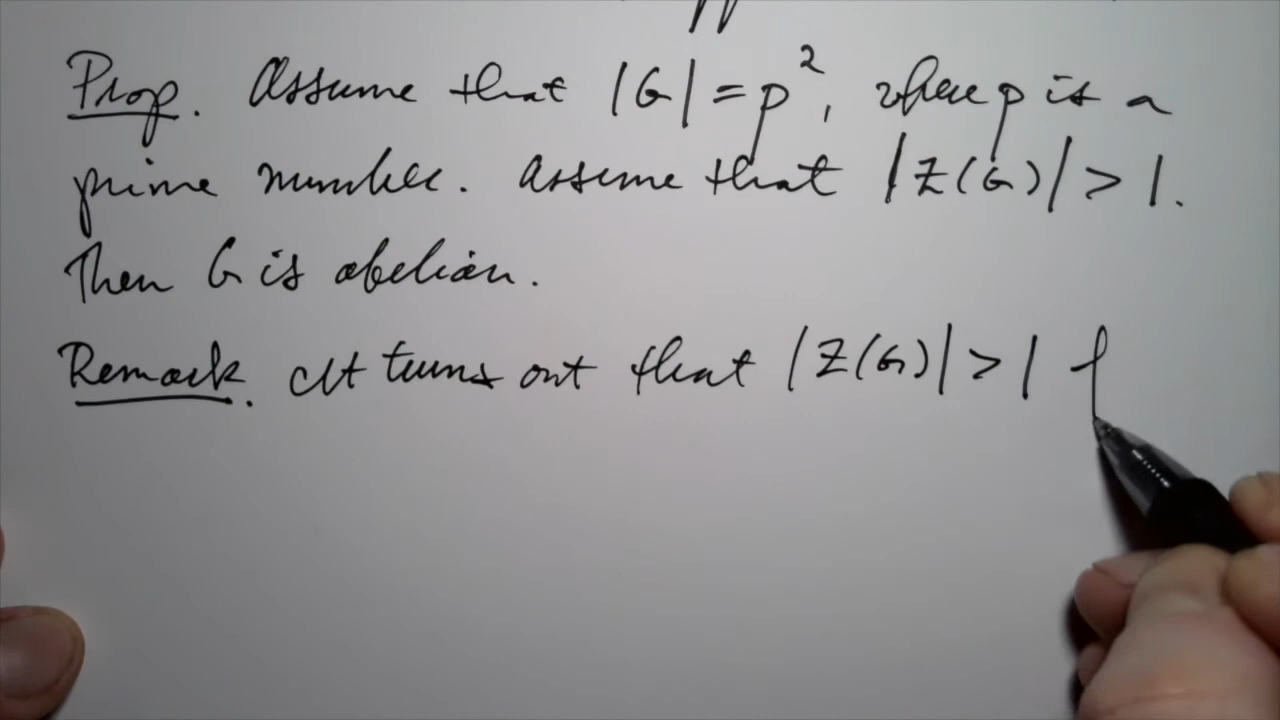 Prop. Assume that |G| = p², where p is a
prime number. Assume that |Z(G)| > 1.
Then G is abelian.
Remark. It turns out that |Z(G)| > 1 f